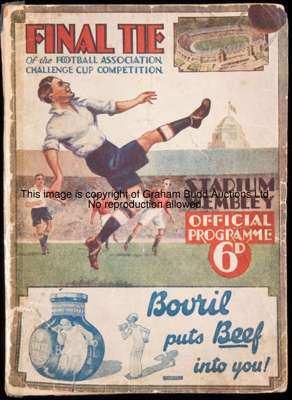 FINAL TIE
Of the FOOTBALL ASSOCIATION
CHALLENGE CUP COMPETITION
This image is copyright of Graham Budd Auctions Ltd.
No reproduction allowed.
WEMBLEY
OFFICIAL
PROGRAMME
6D
Bovril
puts Beef
into you!